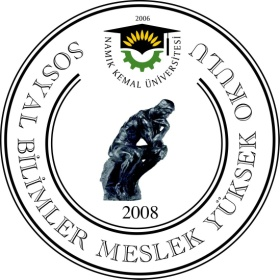 2006
NAMIK KEMAL ÜNİVERSİTESİ
SOSYAL BİLİMLER MESLEK YÜKSEK OKULU
2008